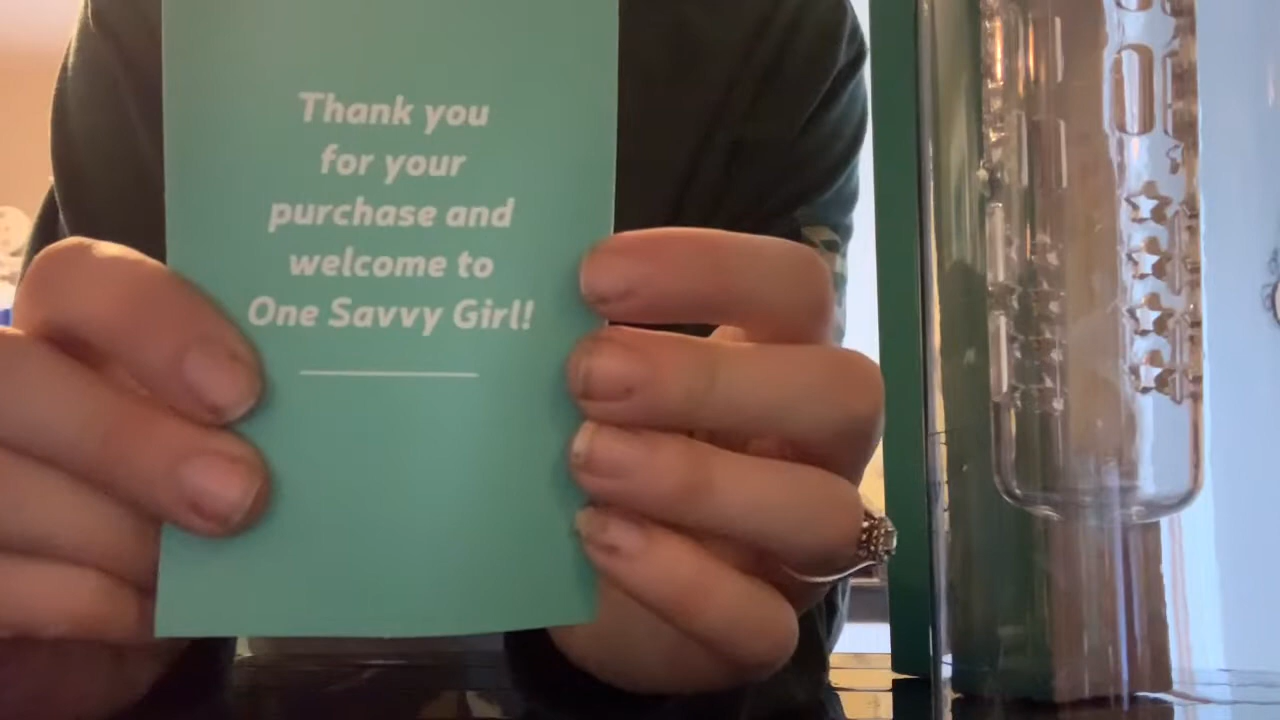 Thank you
for your
purchase and
welcome to
One Savvy Girl!